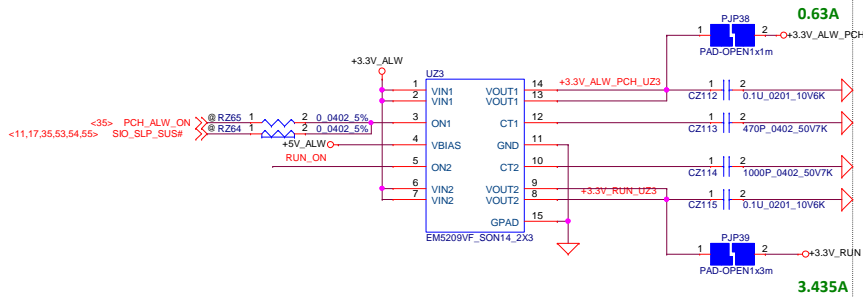 0.63A
PJP38
1 2
+3.3V_ALW_PCH
PAD-OPEN1x1m
+3.3V_ALW
UZ3
1 VIN1 VOUT1 14 +3.3V_ALW_PCH_UZ3
2 VIN1 VOUT1 13
1 2
CZ112 0.1U_0201_10V6K
<35> PCH_ALW_ON @ RZ65 1 2 0_0402_5%
3 ON1 CT1 12
1 2
CZ113 470P_0402_50V7K
<11,17,35,53,54,55> SIO_SLP_SUS# @ RZ64 1 2 0_0402_5%
+5V_ALW 4 VBIAS GND 11
RUN_ON 5 ON2 CT2 10
1 2
CZ114 1000P_0402_50V7K
6 VIN2 VOUT2 9
7 VIN2 VOUT2 8 +3.3V_RUN_UZ3
1 2
CZ115 0.1U_0201_10V6K
GPAD 15
EM5209VF_SON14_2X3
PJP39
1 2
+3.3V_RUN
PAD-OPEN1x3m
3.435A